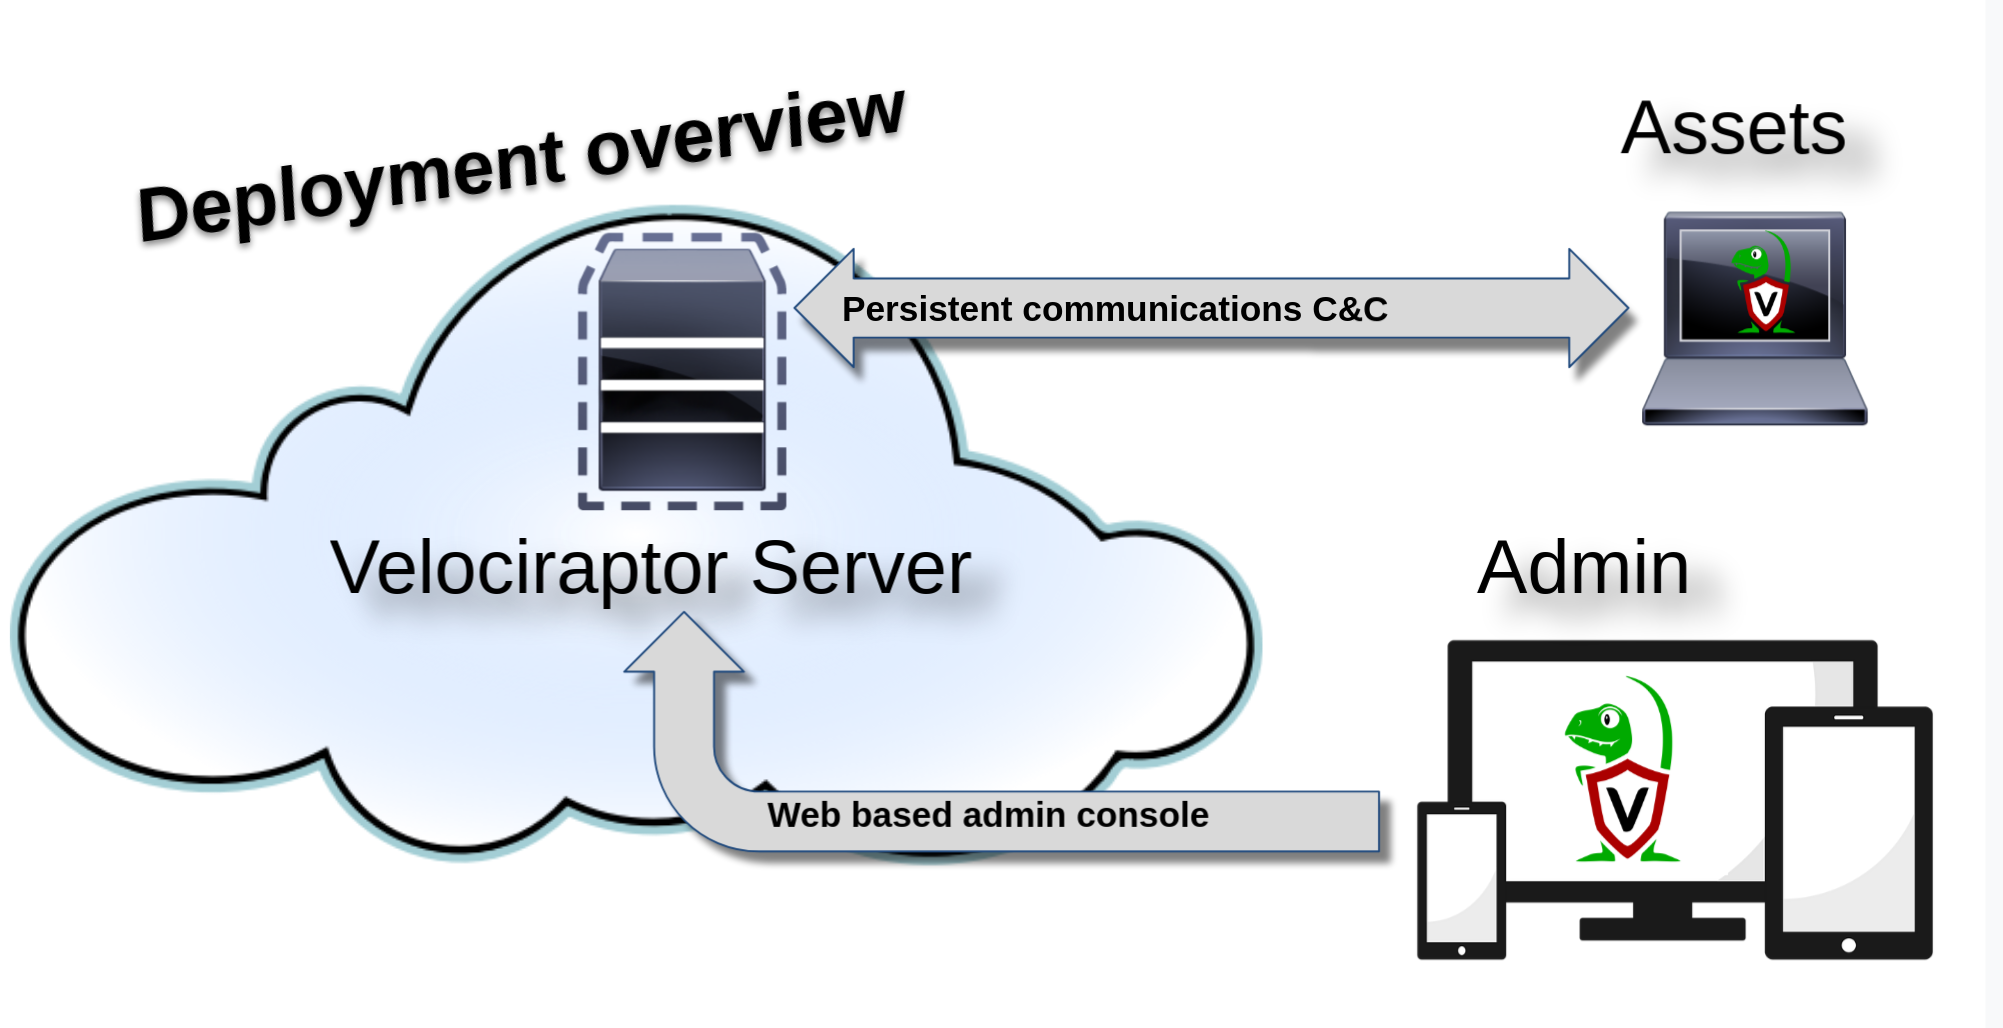 Deployment overview
Assets
Persistent communications C&C
V
Velociraptor Server
Admin
V
Web based admin console